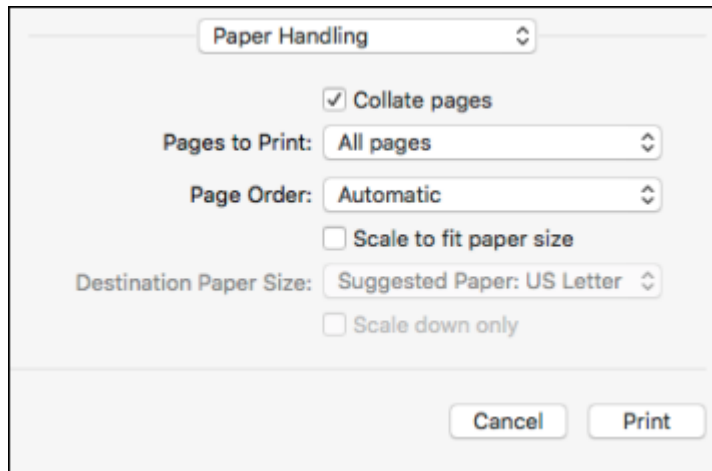 Paper Handling
Collate pages
Pages to Print: All pages
Page Order: Automatic
Scale to fit paper size
Destination Paper Size: Suggested Paper: US Letter
Scale down only
Cancel Print